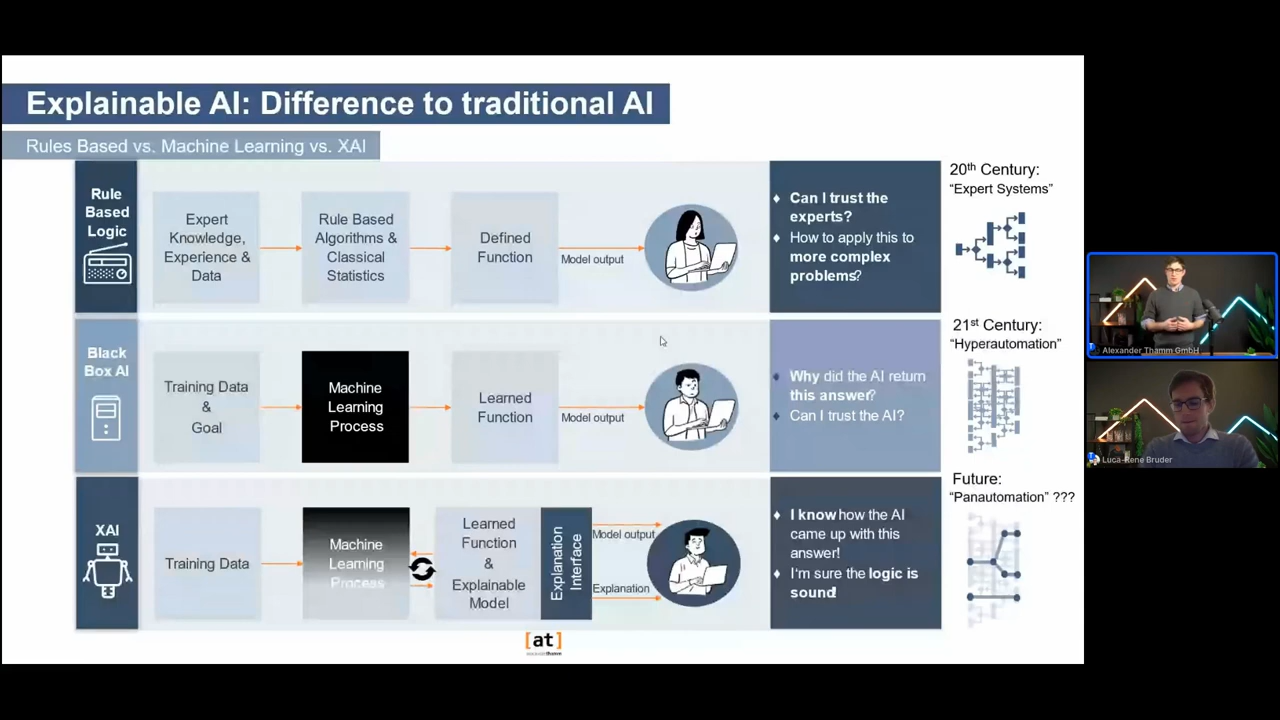 Explainable AI: Difference to traditional AI
Rules Based vs. Machine Learning vs. XAI
Rule
Based
Logic
Expert
Knowledge,
Experience &
Data
Rule Based
Algorithms &
Classical
Statistics
Defined
Function
Model output
♦ Can I trust the
experts?
♦ How to apply this to
more complex
problems?
20th Century:
“Expert Systems”
Black
Box AI
Training Data
&
Goal
Machine
Learning
Process
Learned
Function
Model output
♦ Why did the AI return
this answer?
♦ Can I trust the AI?
21st Century:
“Hyperautomation”
XAI
Training Data
Machine
Learning
Process
Learned
Function
&
Explainable
Model
Explanation
Interface
Model output
Explanation
♦ I know how the AI
came up with this
answer!
♦ I'm sure the logic is
sound!
Future:
“Panautomation” ???
[at]
Alexander Thamm GmbH
Luca-Rene Bruder